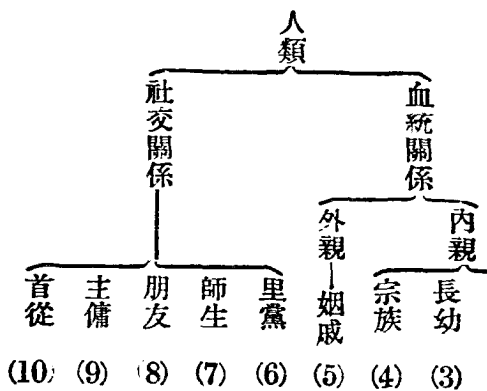 人類
血統關係
社交關係
內親
外親
長幼
宗族
姻戚
里黨
師生
朋友
主傭
首從
(3)
(4)
(5)
(6)
(7)
(8)
(9)
(10)